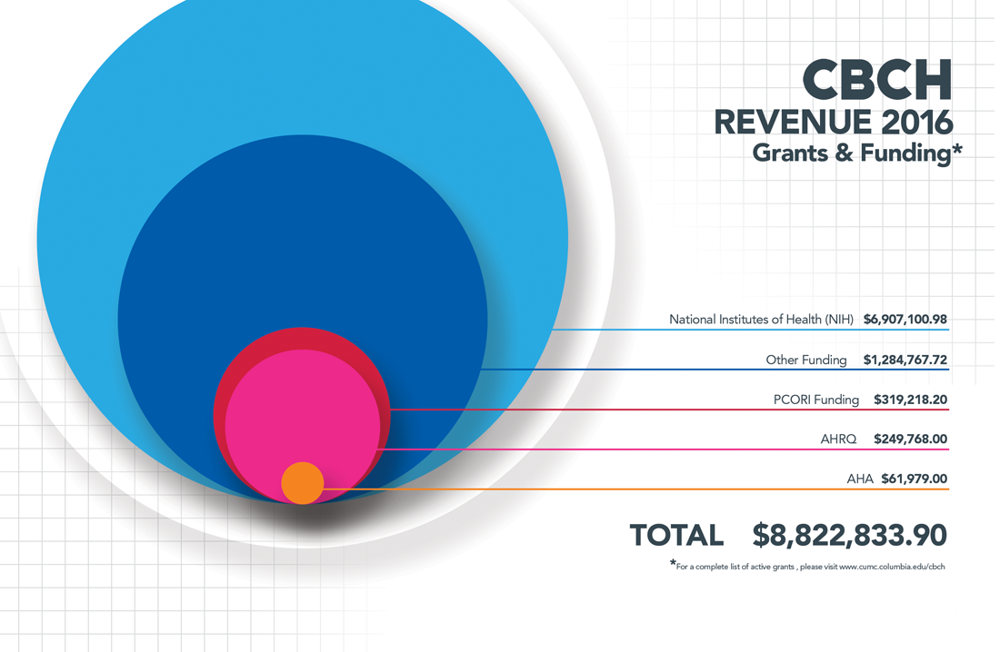 CBCH
REVENUE 2016
Grants & Funding*
National Institutes of Health (NIH) $6,907,100.98
Other Funding $1,284,767.72
PCORI Funding $319,218.20
AHRQ $249,768.00
AHA $61,979.00
TOTAL $8,822,833.90
*For a complete list of active grants , please visit www.cumc.columbia.edu/cbch